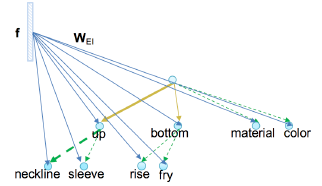 f
W_EI
up bottom material color
neckline sleeve rise fry